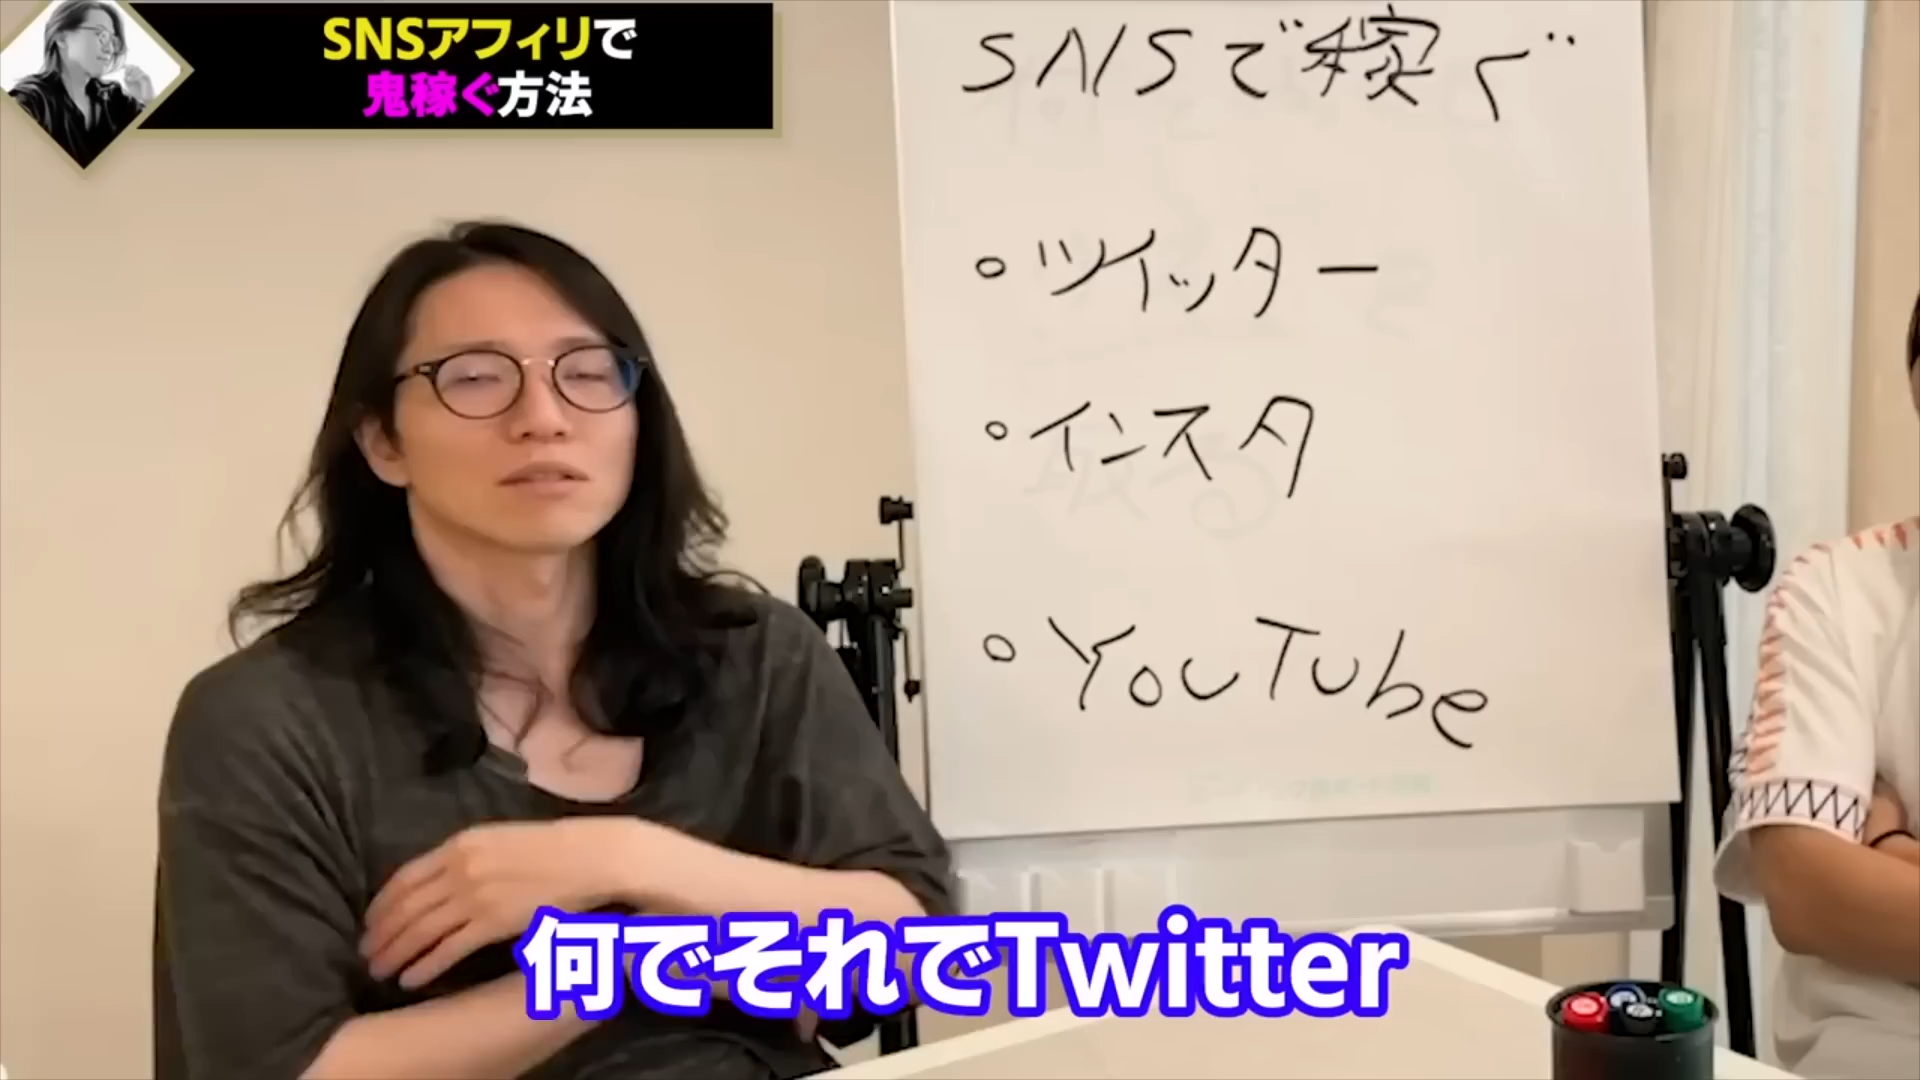 SNSアフィリで
鬼稼ぐ方法
SNSで稼ぐ
・ツイッター
・インスタ
・YouTube
何でそれでTwitter